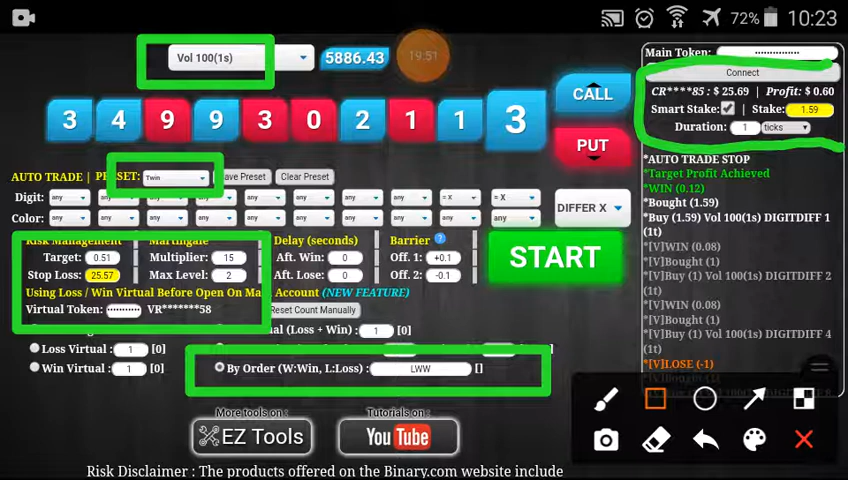 72% 10:23
Vol 100(1s) 5886.43 19:51
3 4 9 9 3 0 2 1 1 3
CALL
PUT
Main Token:
Connect
CR****85 : $ 25.69 | Profit: $ 0.60
Smart Stake: | Stake: 1.59
Duration: 1 ticks
AUTO TRADE | PRESET: Twin ave Preset Clear Preset
Digit: any any any any any any any any = X = X
Color: any any any any any any any any any any
DIFFER X
Risk Management Martingale Delay (seconds) Barrier ?
Target: 0.51 Multiplier: 15 Aft. Win: 0 Off. 1: +0.1
Stop Loss: 25.57 Max Level: 2 Aft. Loss: 0 Off. 2: -0.1
START
Using Loss / Win Virtual Before Open On Ma Account (NEW FEATURE)
Virtual Token: VR*******58 Reset Count Manually
ual (Loss + Win) 1 [0]
Loss Virtual : 1 [0]
Win Virtual : 1 [0] By Order (W:Win, L:Loss) : LWW []
*AUTO TRADE STOP
*Target Profit Achieved
*WIN (0.12)
*Bought (1.59)
*Buy (1.59) Vol 100(1s) DIGITDIFF 1
(1t)
*[V]WIN (0.08)
*[V]Bought (1)
*[V]Buy (1) Vol 100(1s) DIGITDIFF 2
(1t)
*[V]WIN (0.08)
*[V]Bought (1)
*[V]Buy (1) Vol 100(1s) DIGITDIFF 4
(1t)
*[V]LOSE (-1)
*[V]Bought (1)
More tools on :
EZ Tools
Tutorials on :
YouTube
Risk Disclaimer : The products offered on the Binary.com website include